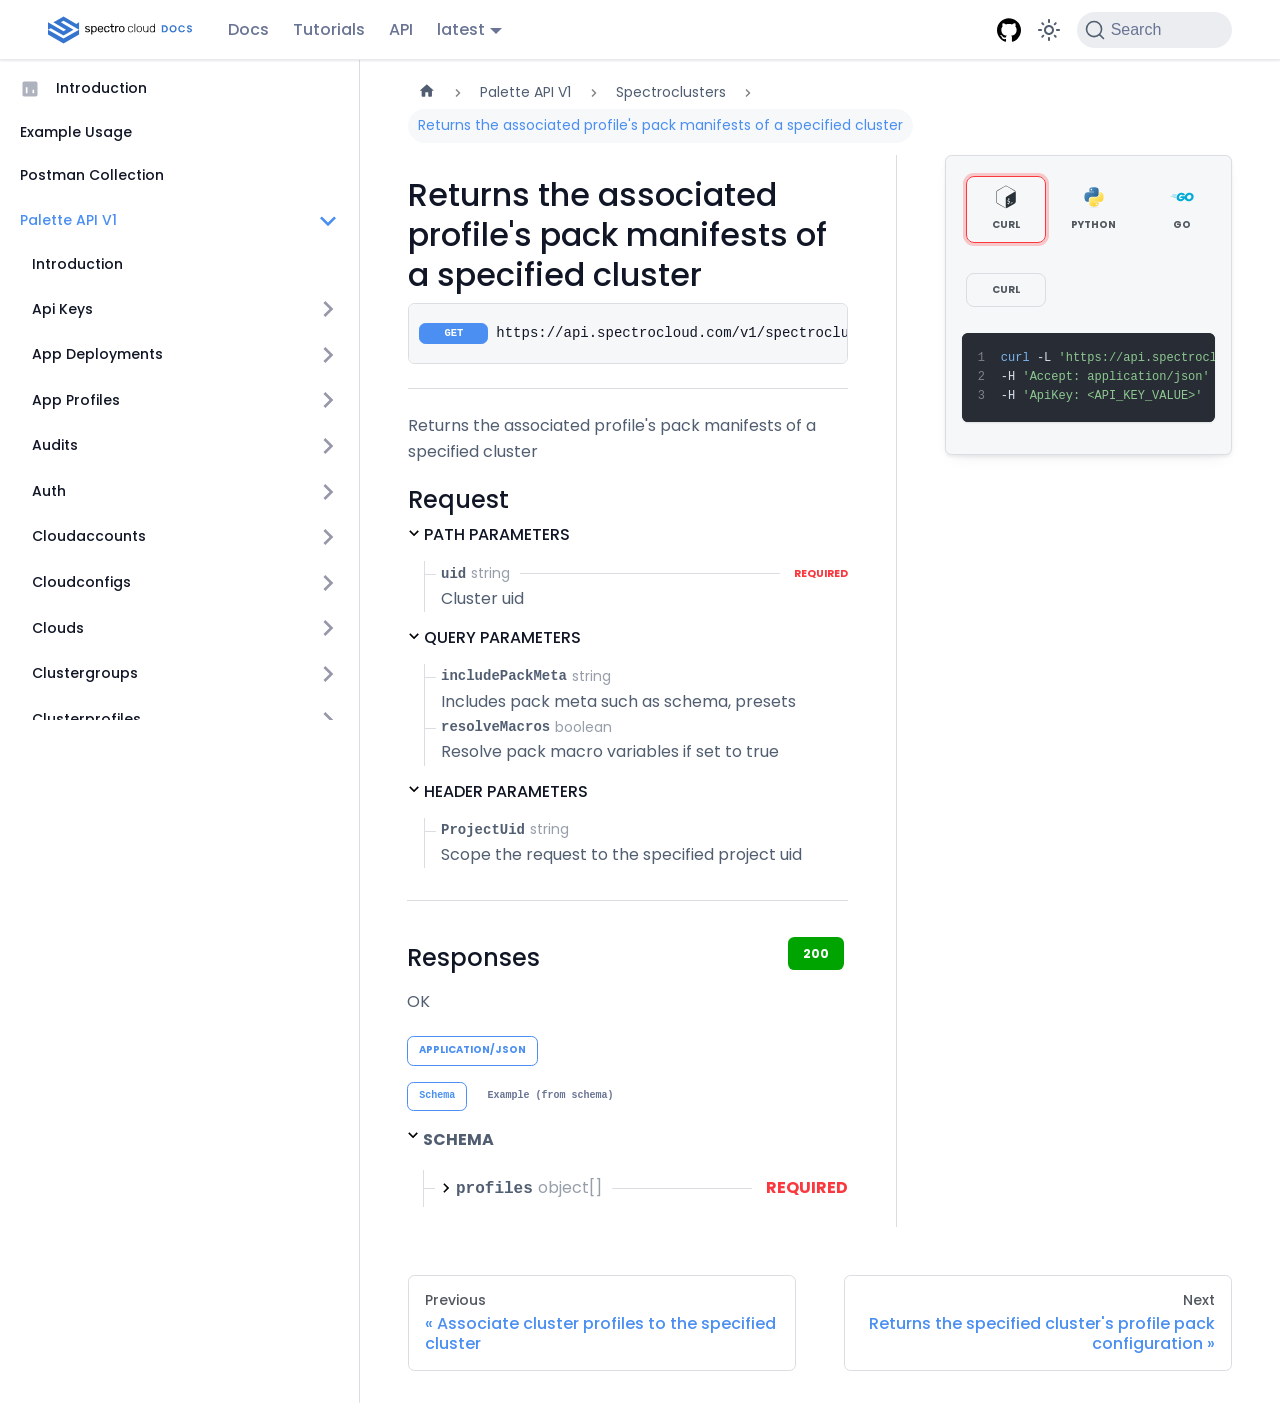 spectro cloud DOCS
Docs
Tutorials
API
latest
Search
Introduction
Example Usage
Postman Collection
Palette API V1
Introduction
Api Keys
App Deployments
App Profiles
Audits
Auth
Cloudaccounts
Cloudconfigs
Clouds
Clustergroups
Clusterprofiles
Palette API V1
Spectroclusters
Returns the associated profile's pack manifests of a specified cluster
Returns the associated
profile's pack manifests of
a specified cluster
GET https://api.spectrocloud.com/v1/spectroclu
Returns the associated profile's pack manifests of a
specified cluster
Request
PATH PARAMETERS
uid string REQUIRED
Cluster uid
QUERY PARAMETERS
includePackMeta string
Includes pack meta such as schema, presets
resolveMacros boolean
Resolve pack macro variables if set to true
HEADER PARAMETERS
ProjectUid string
Scope the request to the specified project uid
Responses
200
OK
APPLICATION/JSON
Schema
Example (from schema)
SCHEMA
profiles object[] REQUIRED
CURL
PYTHON
GO
CURL
1 curl -L 'https://api.spectrocl
2 -H 'Accept: application/json'
3 -H 'ApiKey: <API_KEY_VALUE>'
Previous
« Associate cluster profiles to the specified
cluster
Next
Returns the specified cluster's profile pack
configuration »